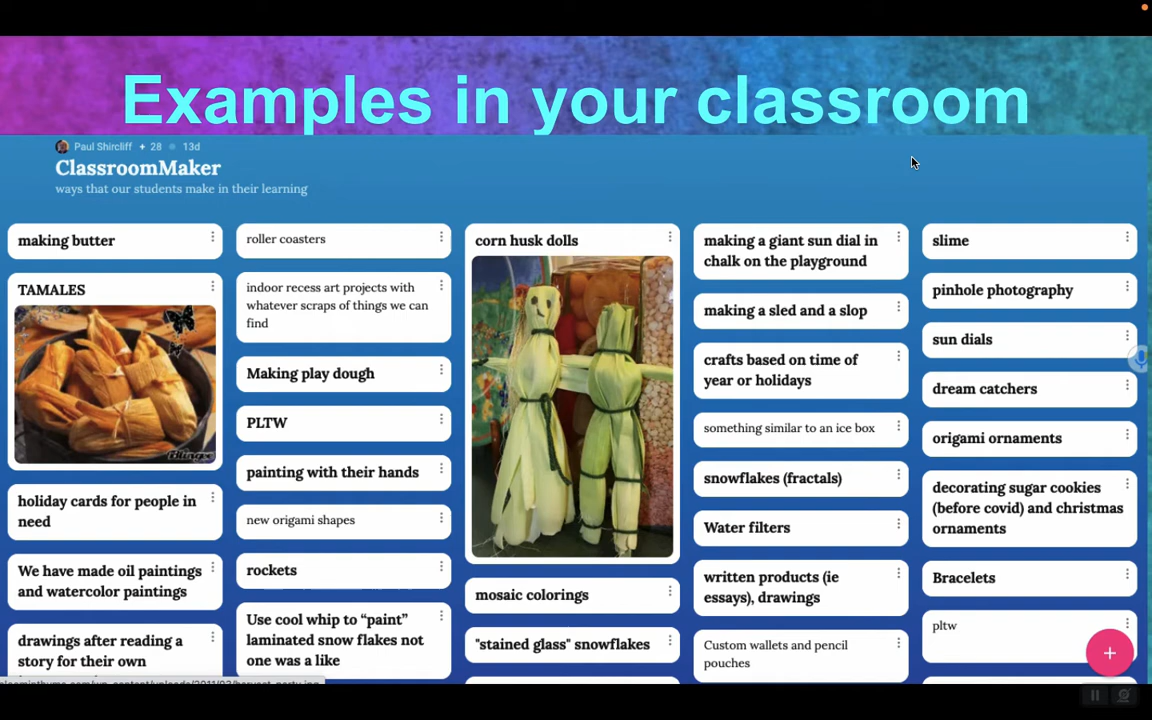 Examples in your classroom
Paul Shircliff + 28 13d
ClassroomMaker
ways that our students make in their learning
making butter
TAMALES
Blingee
holiday cards for people in
need
We have made oil paintings
and watercolor paintings
drawings after reading a
story for their own
roller coasters
indoor recess art projects with
whatever scraps of things we can
find
Making play dough
PLTW
painting with their hands
new origami shapes
rockets
Use cool whip to “paint”
laminated snow flakes not
one was a like
corn husk dolls
mosaic colorings
"stained glass" snowflakes
making a giant sun dial in
chalk on the playground
making a sled and a slop
crafts based on time of
year or holidays
something similar to an ice box
snowflakes (fractals)
Water filters
written products (ie
essays), drawings
Custom wallets and pencil
pouches
slime
pinhole photography
sun dials
dream catchers
origami ornaments
decorating sugar cookies
(before covid) and christmas
ornaments
Bracelets
pltw